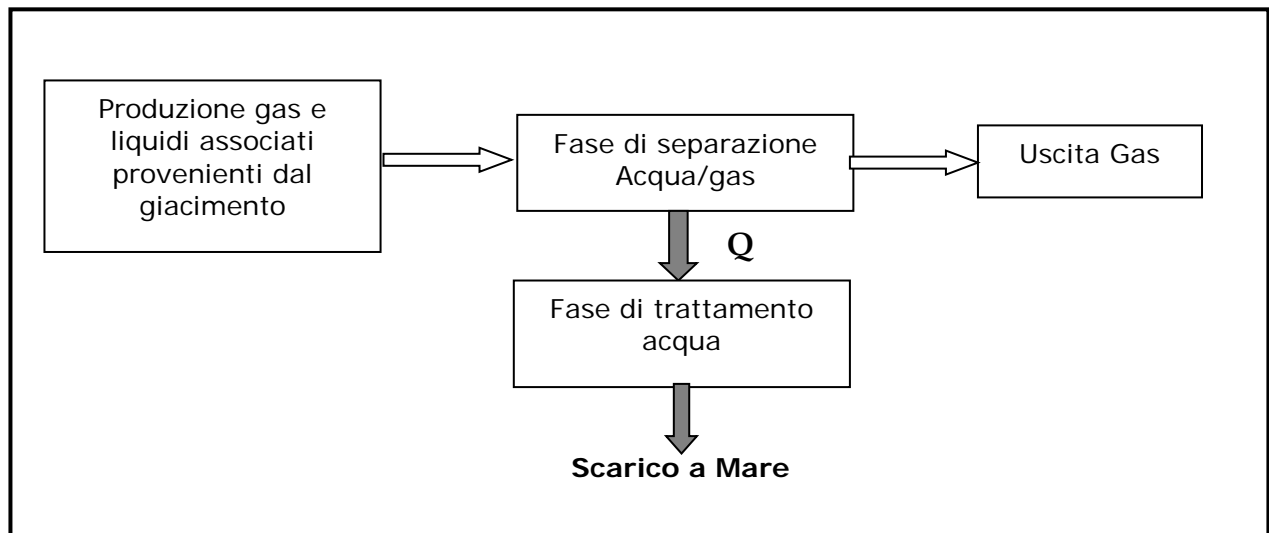 Produzione gas e
liquidi associati
provenienti dal
giacimento
Fase di separazione
Acqua/gas
Uscita Gas
Q
Fase di trattamento
acqua
Scarico a Mare